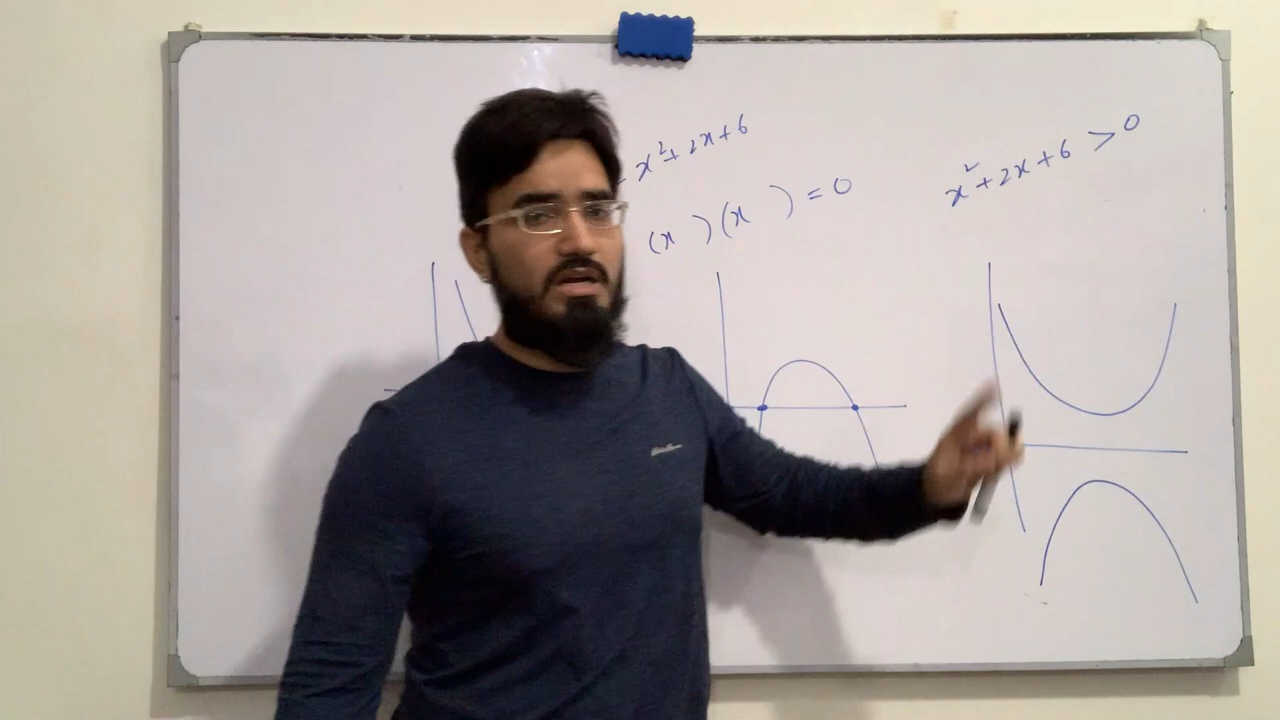 - x² + 2x + 6
(x  )(x  ) = 0
x² + 2x + 6 > 0